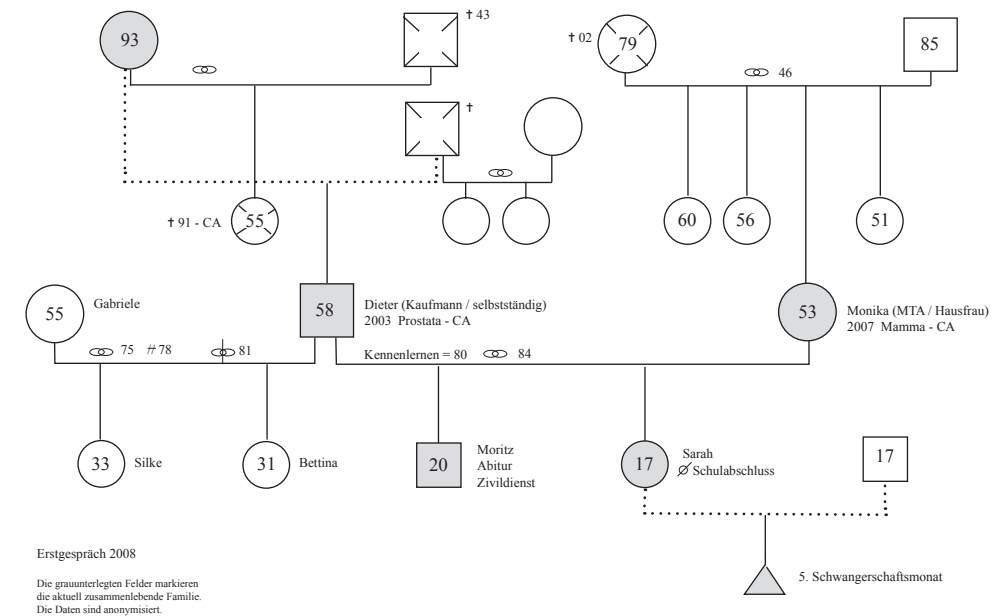 93
† 43
† 02
79
85
⚭
⚭ 46
†
⚭
† 91 - CA
55
60
56
51
55
Gabriele
58
Dieter (Kaufmann / selbstständig)
2003 Prostata - CA
53
Monika (MTA / Hausfrau)
2007 Mamma - CA
⚭ 75 // 78
⚭ 81
Kennenlernen = 80 ⚭ 84
33
Silke
31
Bettina
20
Moritz
Abitur
Zivildienst
17
Sarah
Ø Schulabschluss
17
5. Schwangerschaftsmonat
Erstgespräch 2008
Die grauunterlegten Felder markieren
die aktuell zusammenlebende Familie.
Die Daten sind anonymisiert.